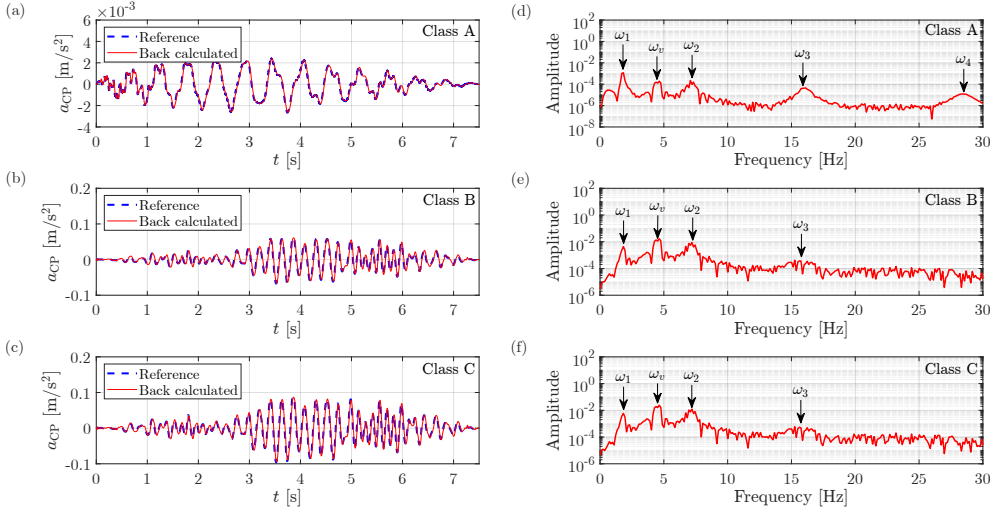 (a)
×10⁻³
6
4
2
0
-2
-4
a_CP [m/s²]
Reference
Back calculated
Class A
0 1 2 3 4 5 6 7
t [s]
(d)
10²
10⁰
10⁻²
10⁻⁴
10⁻⁶
10⁻⁸
Amplitude
Class A
ω₁ ω_v ω₂ ω₃ ω₄
0 5 10 15 20 25 30
Frequency [Hz]
(b)
0.2
0.1
0
-0.1
a_CP [m/s²]
Reference
Back calculated
Class B
0 1 2 3 4 5 6 7
t [s]
(e)
10²
10⁰
10⁻²
10⁻⁴
10⁻⁶
Amplitude
Class B
ω₁ ω_v ω₂ ω₃
0 5 10 15 20 25 30
Frequency [Hz]
(c)
0.2
0.1
0
-0.1
a_CP [m/s²]
Reference
Back calculated
Class C
0 1 2 3 4 5 6 7
t [s]
(f)
10²
10⁰
10⁻²
10⁻⁴
10⁻⁶
Amplitude
Class C
ω₁ ω_v ω₂ ω₃
0 5 10 15 20 25 30
Frequency [Hz]